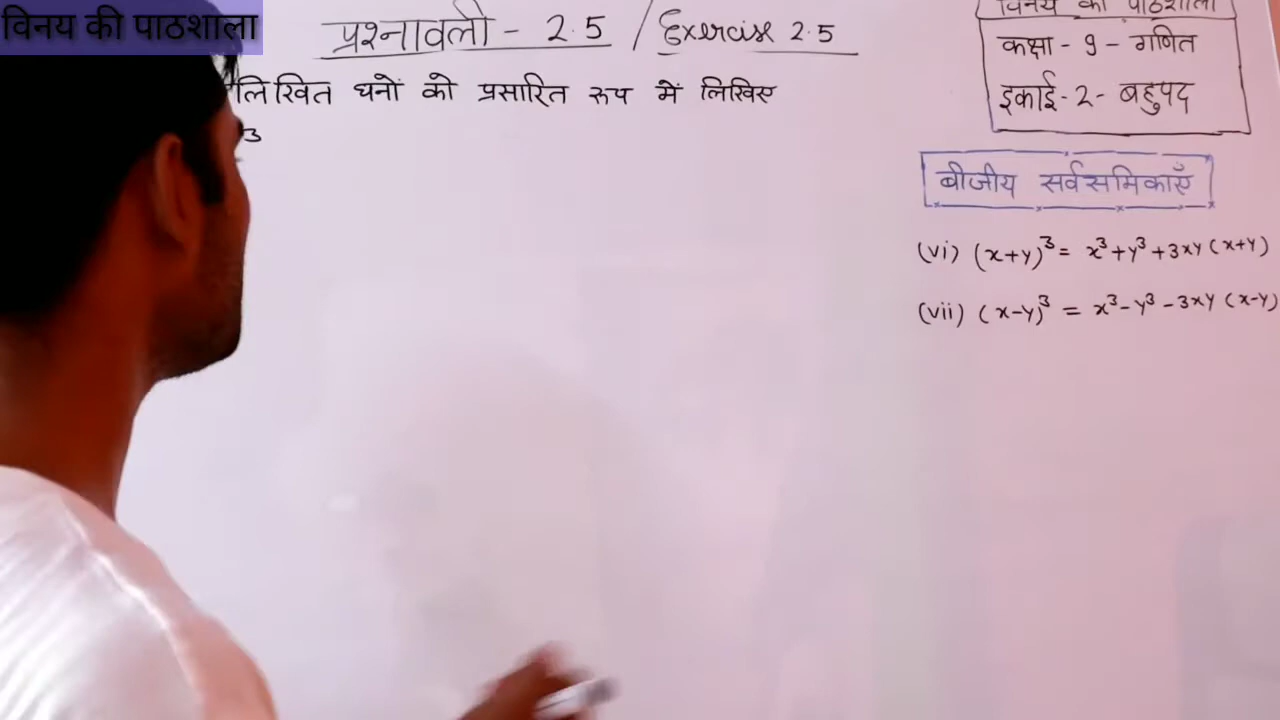 विनय की पाठशाला
प्रश्नावली - 2.5 / Exercise 2.5
लिखित घनों को प्रसारित रूप में लिखिए
3
विनय की पाठशाला
कक्षा - 9 - गणित
इकाई - 2 - बहुपद
बीजीय सर्वसमिकाएँ
(vi) (x+y)³ = x³+y³+3xy(x+y)
(vii) (x-y)³ = x³-y³-3xy(x-y)